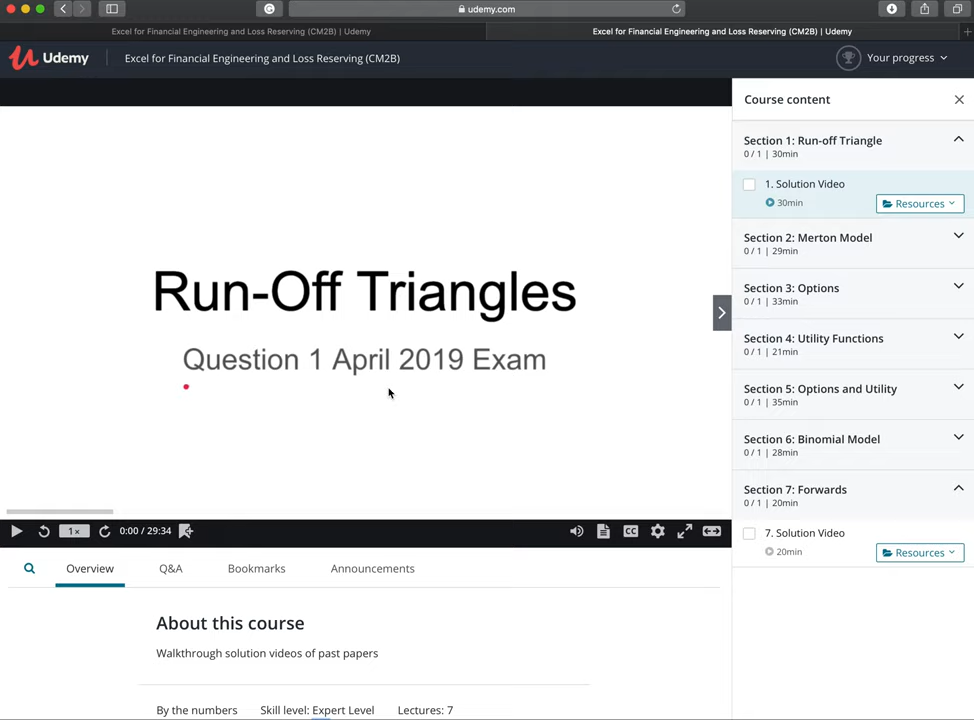 udemy.com
Excel for Financial Engineering and Loss Reserving (CM2B) | Udemy
Excel for Financial Engineering and Loss Reserving (CM2B) | Udemy
Udemy
Excel for Financial Engineering and Loss Reserving (CM2B)
Your progress
Run-Off Triangles
Question 1 April 2019 Exam
1×
0:00 / 29:34
CC
Course content
Section 1: Run-off Triangle
0 / 1 | 30min
1. Solution Video
30min
Resources
Section 2: Merton Model
0 / 1 | 29min
Section 3: Options
0 / 1 | 33min
Section 4: Utility Functions
0 / 1 | 21min
Section 5: Options and Utility
0 / 1 | 35min
Section 6: Binomial Model
0 / 1 | 28min
Section 7: Forwards
0 / 1 | 20min
7. Solution Video
20min
Resources
Overview
Q&A
Bookmarks
Announcements
About this course
Walkthrough solution videos of past papers
By the numbers
Skill level: Expert Level
Lectures: 7